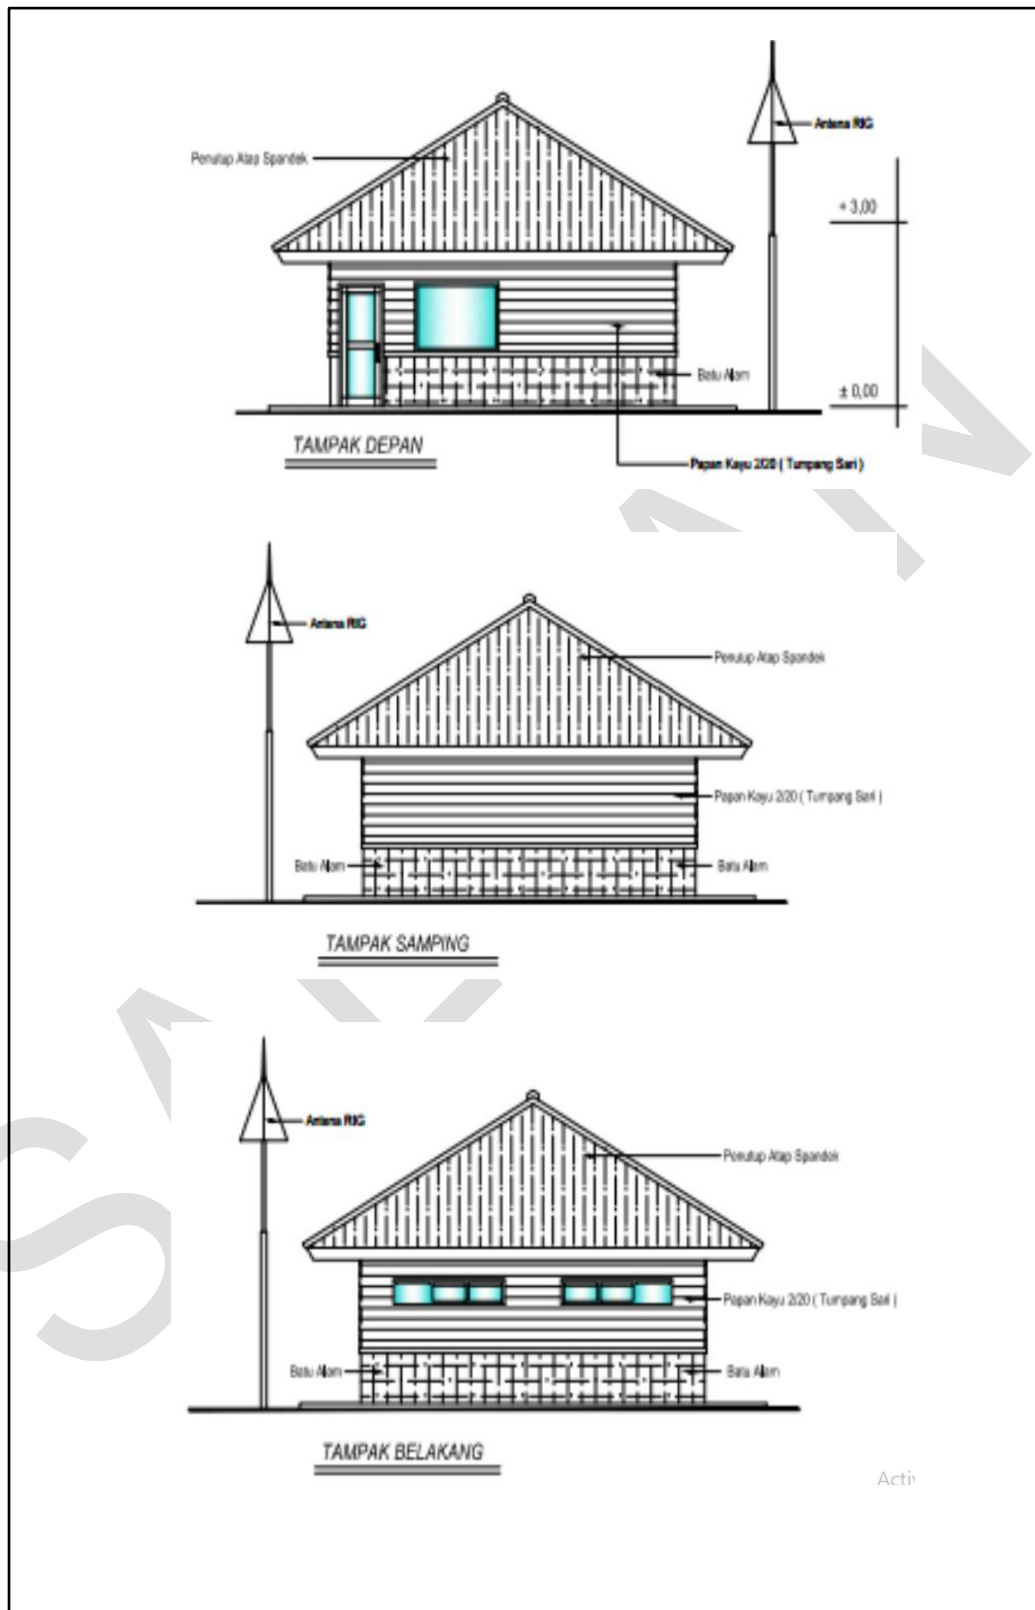 Antena RIG
Penutup Atap Spandek
+ 3,00
Batu Alam
± 0,00
TAMPAK DEPAN
Papan Kayu 2/20 ( Tumpang Sari )
Antena RIG
Penutup Atap Spandek
Papan Kayu 2/20 ( Tumpang Sari )
Batu Alam
Batu Alam
TAMPAK SAMPING
Antena RIG
Penutup Atap Spandek
Papan Kayu 2/20 ( Tumpang Sari )
Batu Alam
Batu Alam
TAMPAK BELAKANG
Activ